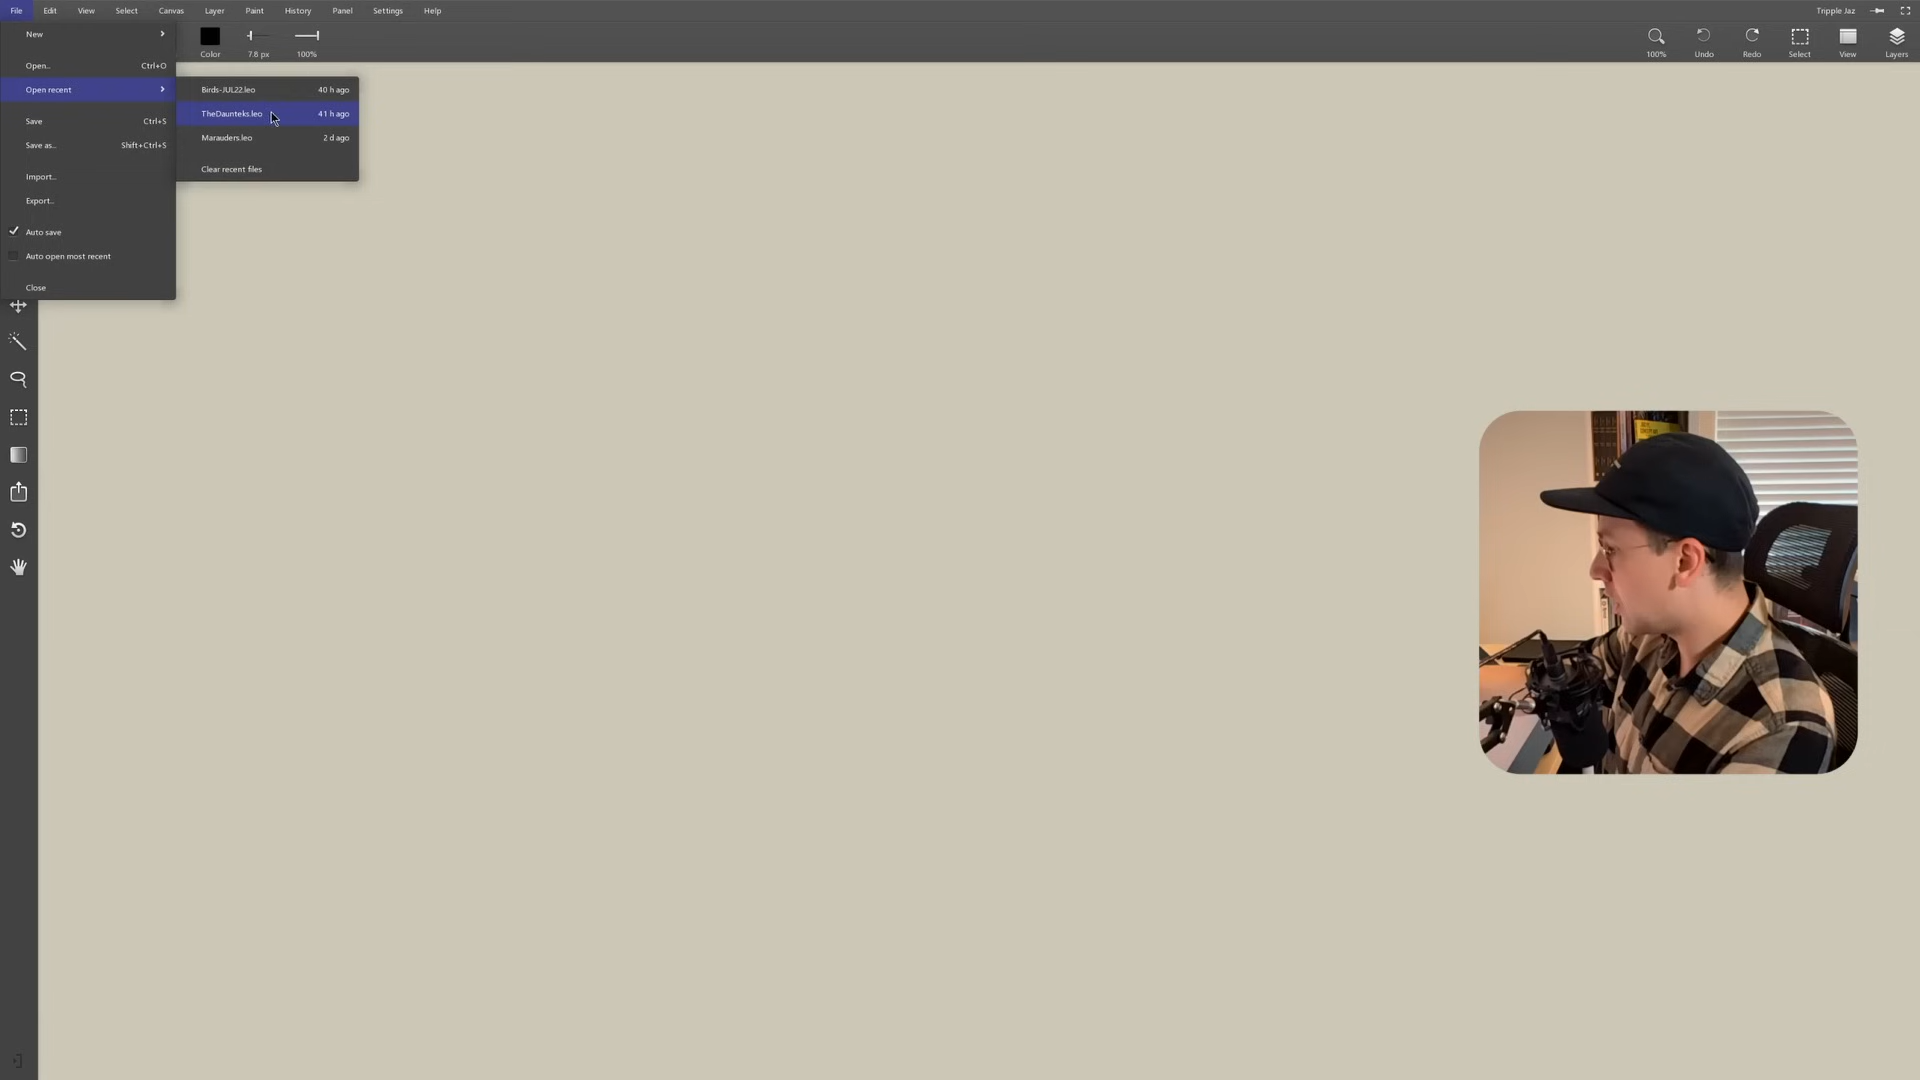 File Edit View Select Canvas Layer Paint History Panel Settings Help Tripple Jaz
New
Open... Ctrl+O
Open recent
Save Ctrl+S
Save as... Shift+Ctrl+S
Import...
Export...
Auto save
Auto open most recent
Close
Birds-JUL22.leo 40 h ago
TheDaunteks.leo 41 h ago
Marauders.leo 2 d ago
Clear recent files
Color 7.8 px 100%
100% Undo Redo Select View Layers